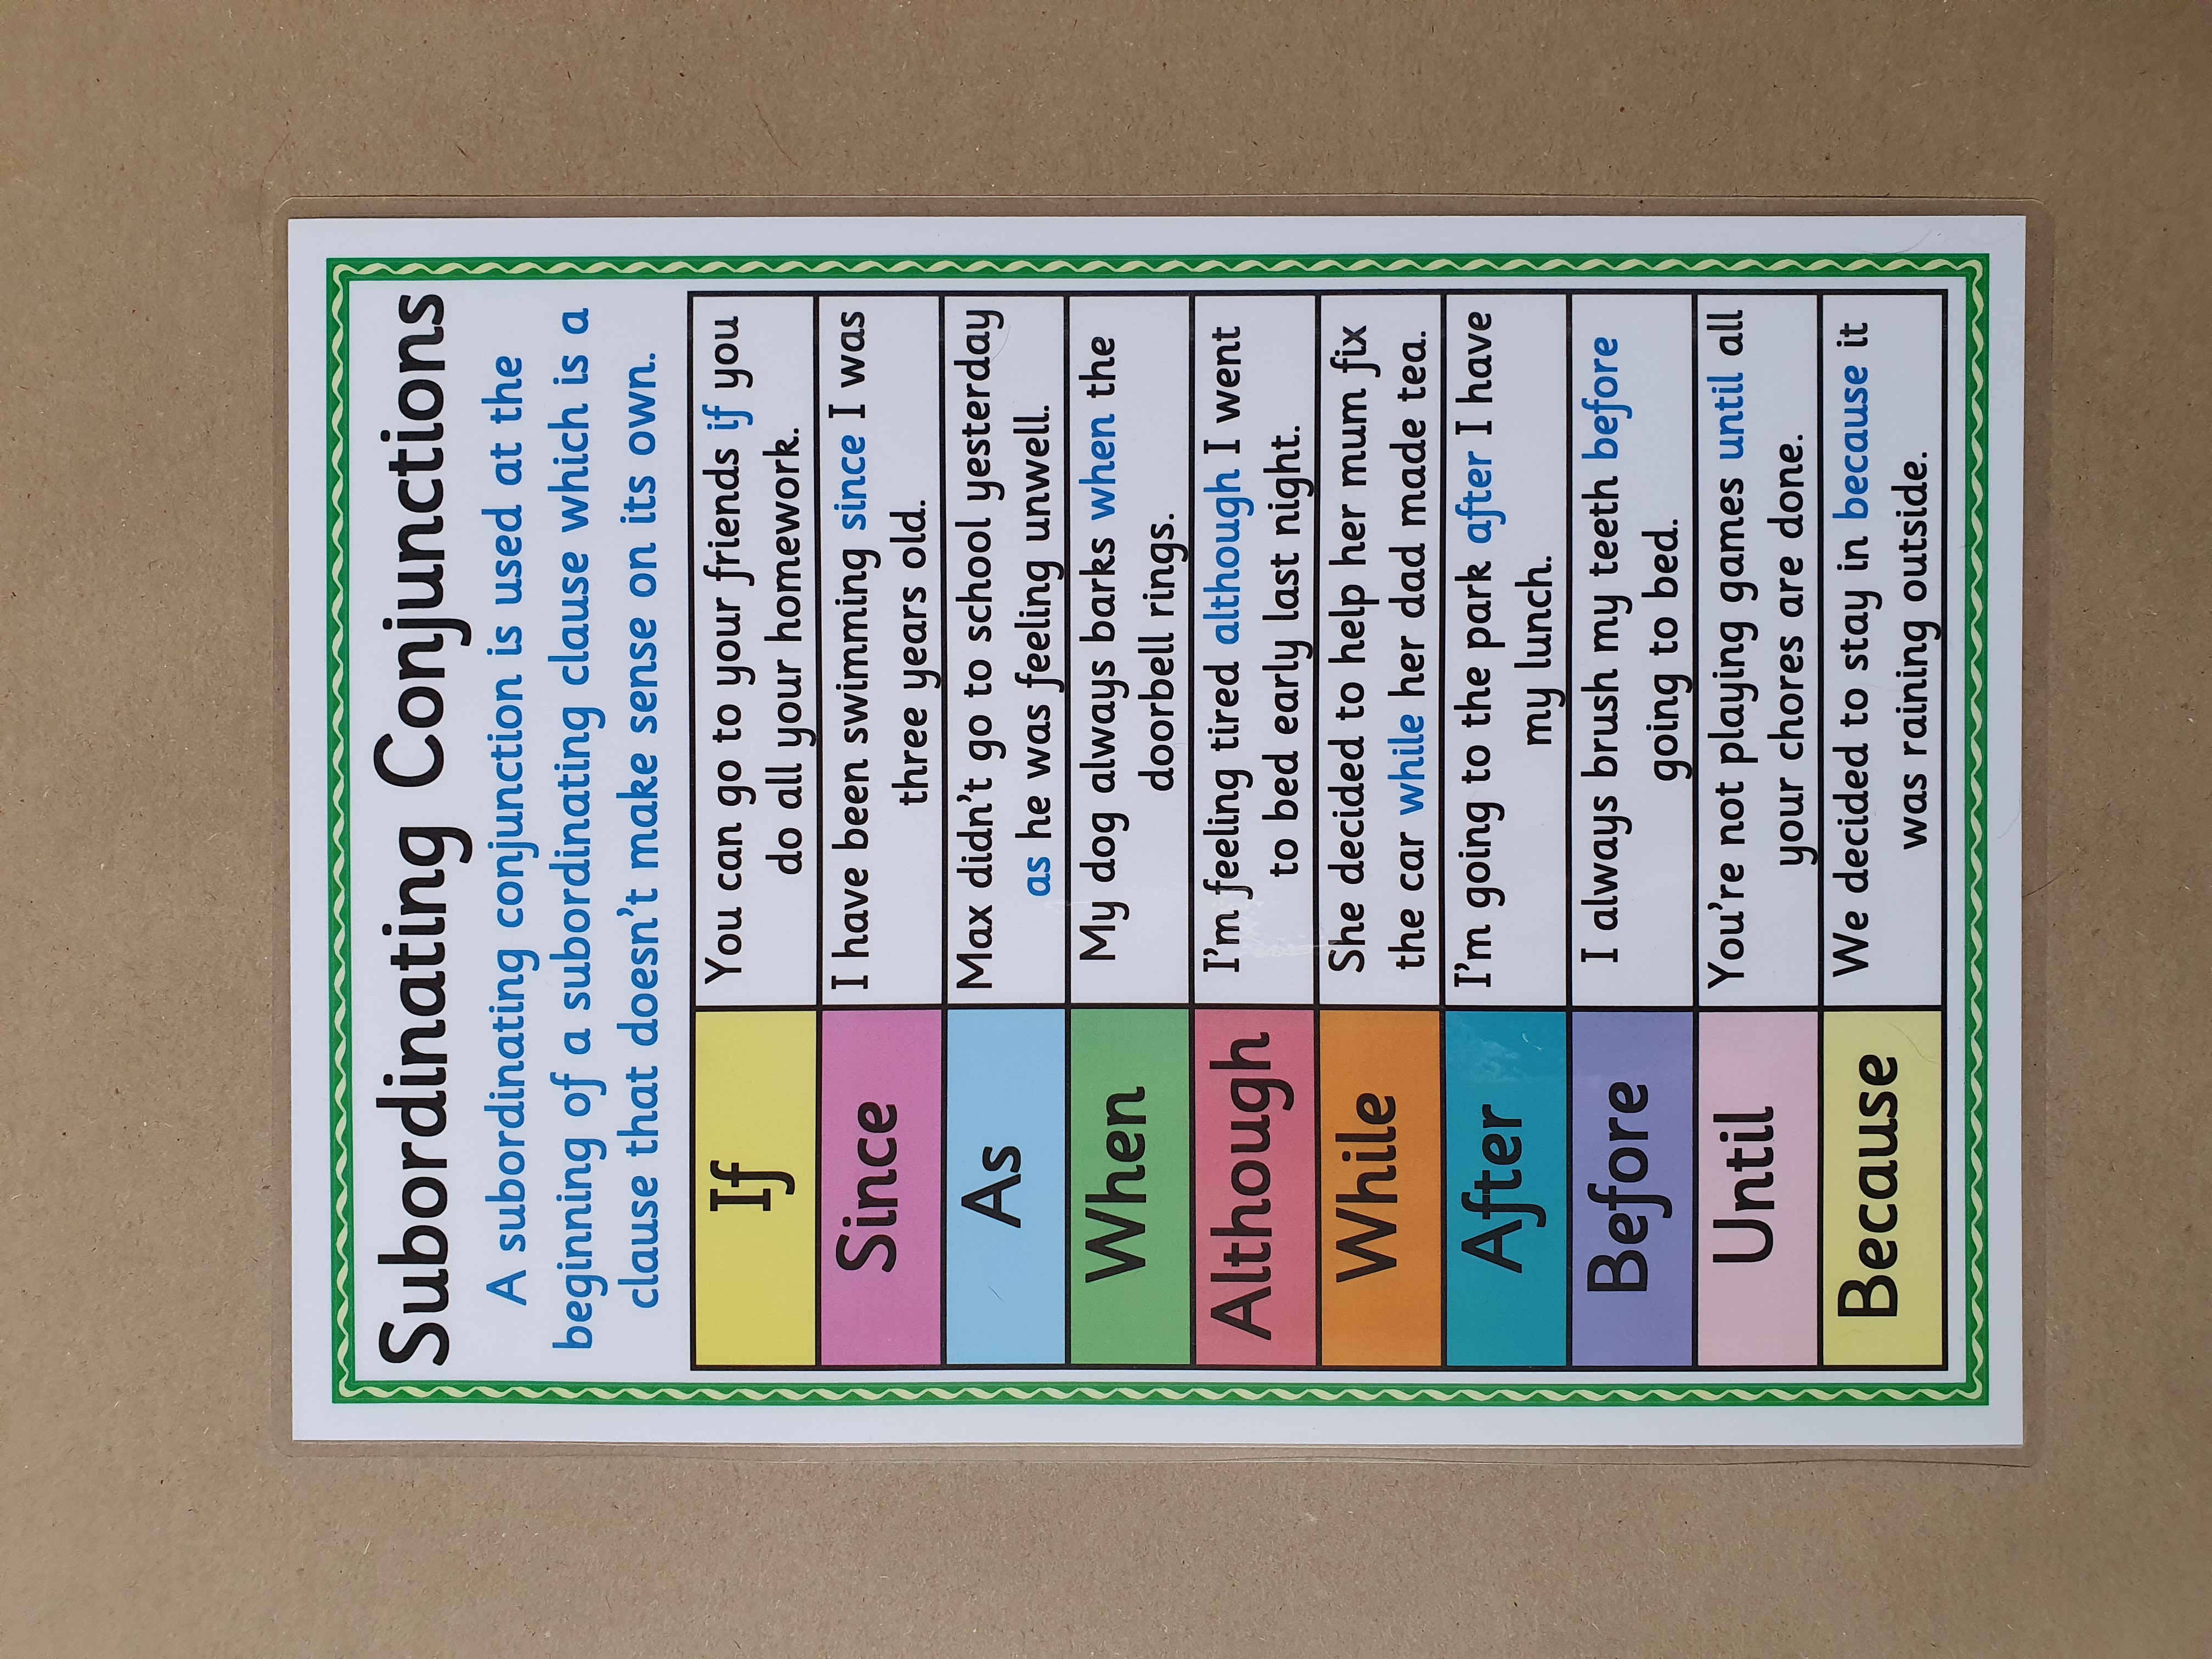 Subordinating Conjunctions
A subordinating conjunction is used at the
beginning of a subordinating clause which is a
clause that doesn't make sense on its own.
If
You can go to your friends if you
do all your homework.
Since
I have been swimming since I was
three years old.
As
Max didn't go to school yesterday
as he was feeling unwell.
When
My dog always barks when the
doorbell rings.
Although
I'm feeling tired although I went
to bed early last night.
While
She decided to help her mum fix
the car while her dad made tea.
After
I'm going to the park after I have
my lunch.
Before
I always brush my teeth before
going to bed.
Until
You're not playing games until all
your chores are done.
Because
We decided to stay in because it
was raining outside.